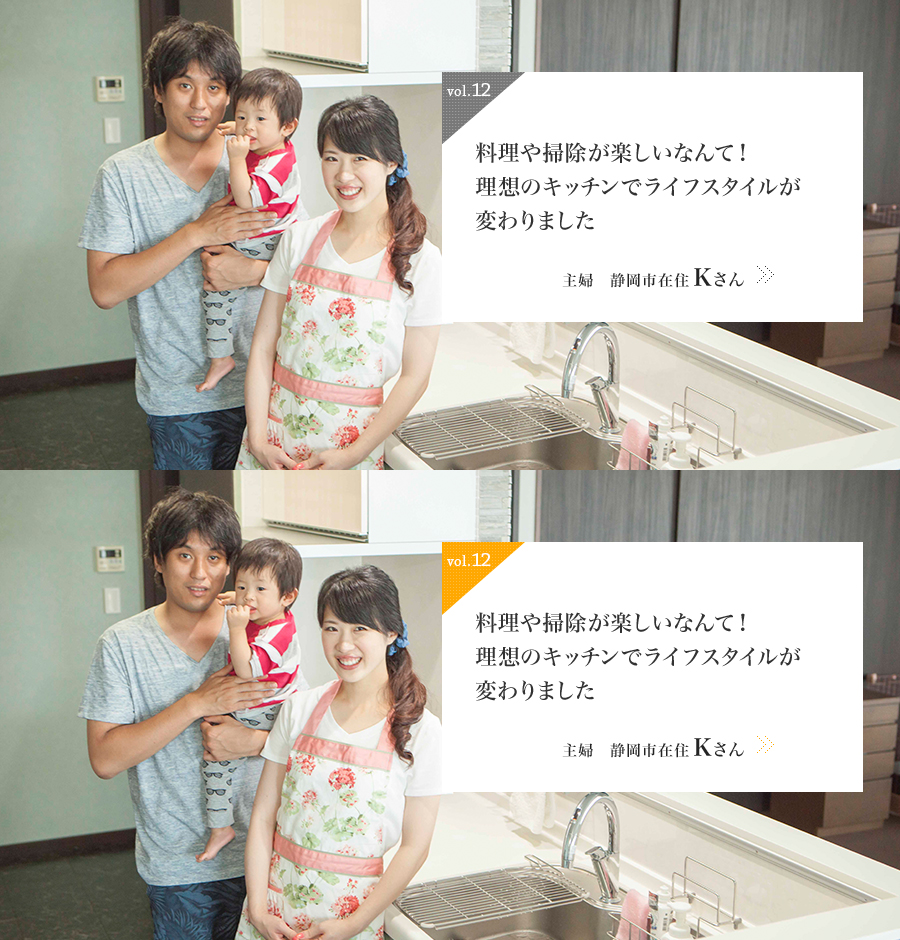 vol.12
料理や掃除が楽しいなんて！
理想のキッチンでライフスタイルが
変わりました
主婦　静岡市在住 Kさん
vol.12
料理や掃除が楽しいなんて！
理想のキッチンでライフスタイルが
変わりました
主婦　静岡市在住 Kさん